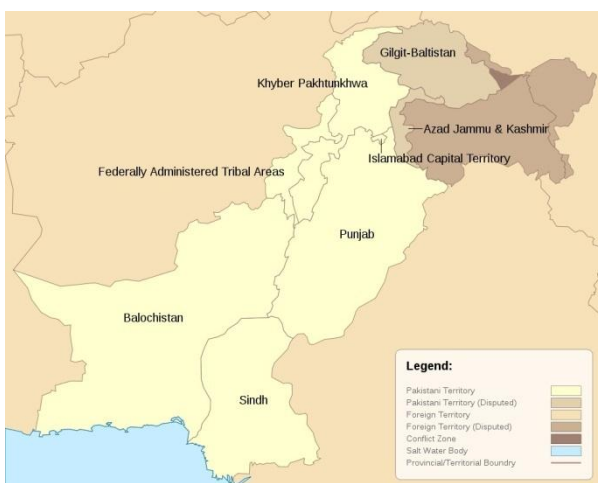 Gilgit-Baltistan
Khyber Pakhtunkhwa
Azad Jammu & Kashmir
Islamabad Capital Territory
Federally Administered Tribal Areas
Punjab
Balochistan
Sindh
Legend:
Pakistani Territory
Pakistani Territory (Disputed)
Foreign Territory
Foreign Territory (Disputed)
Conflict Zone
Salt Water Body
Provincial/Territorial Boundry